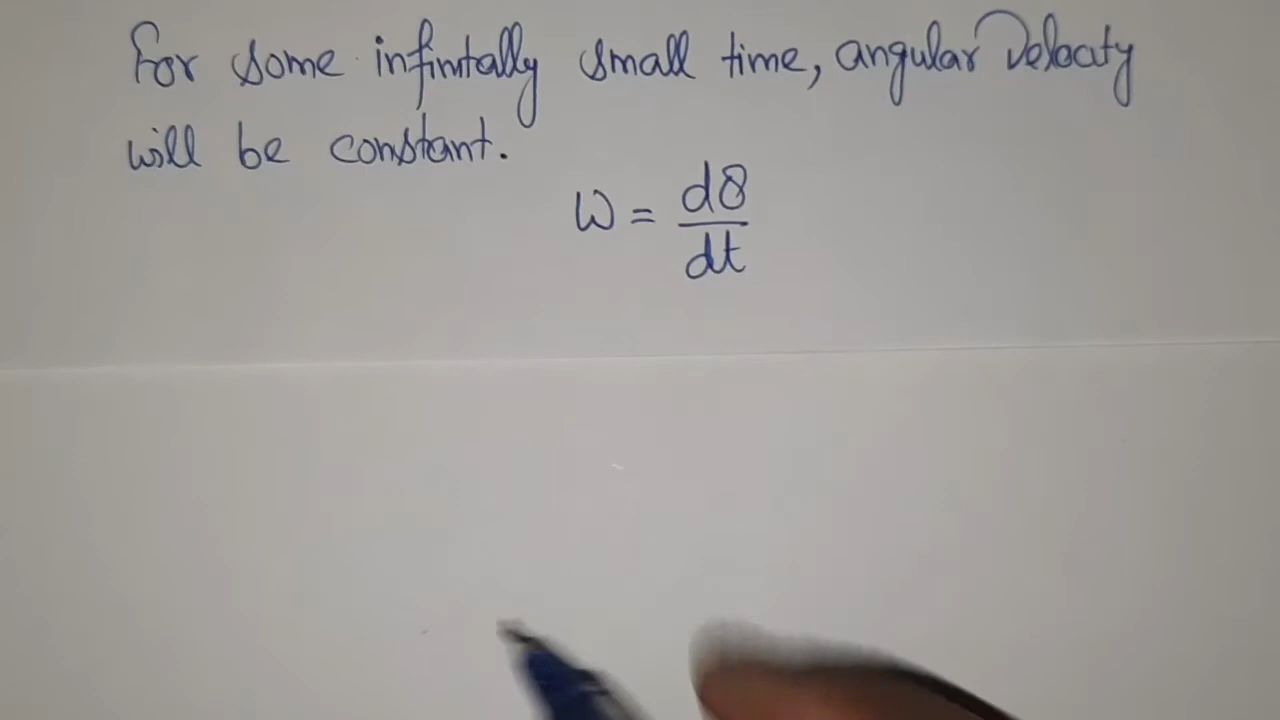 For some infinitally small time, angular velocity
will be constant.
ω = dθ/dt